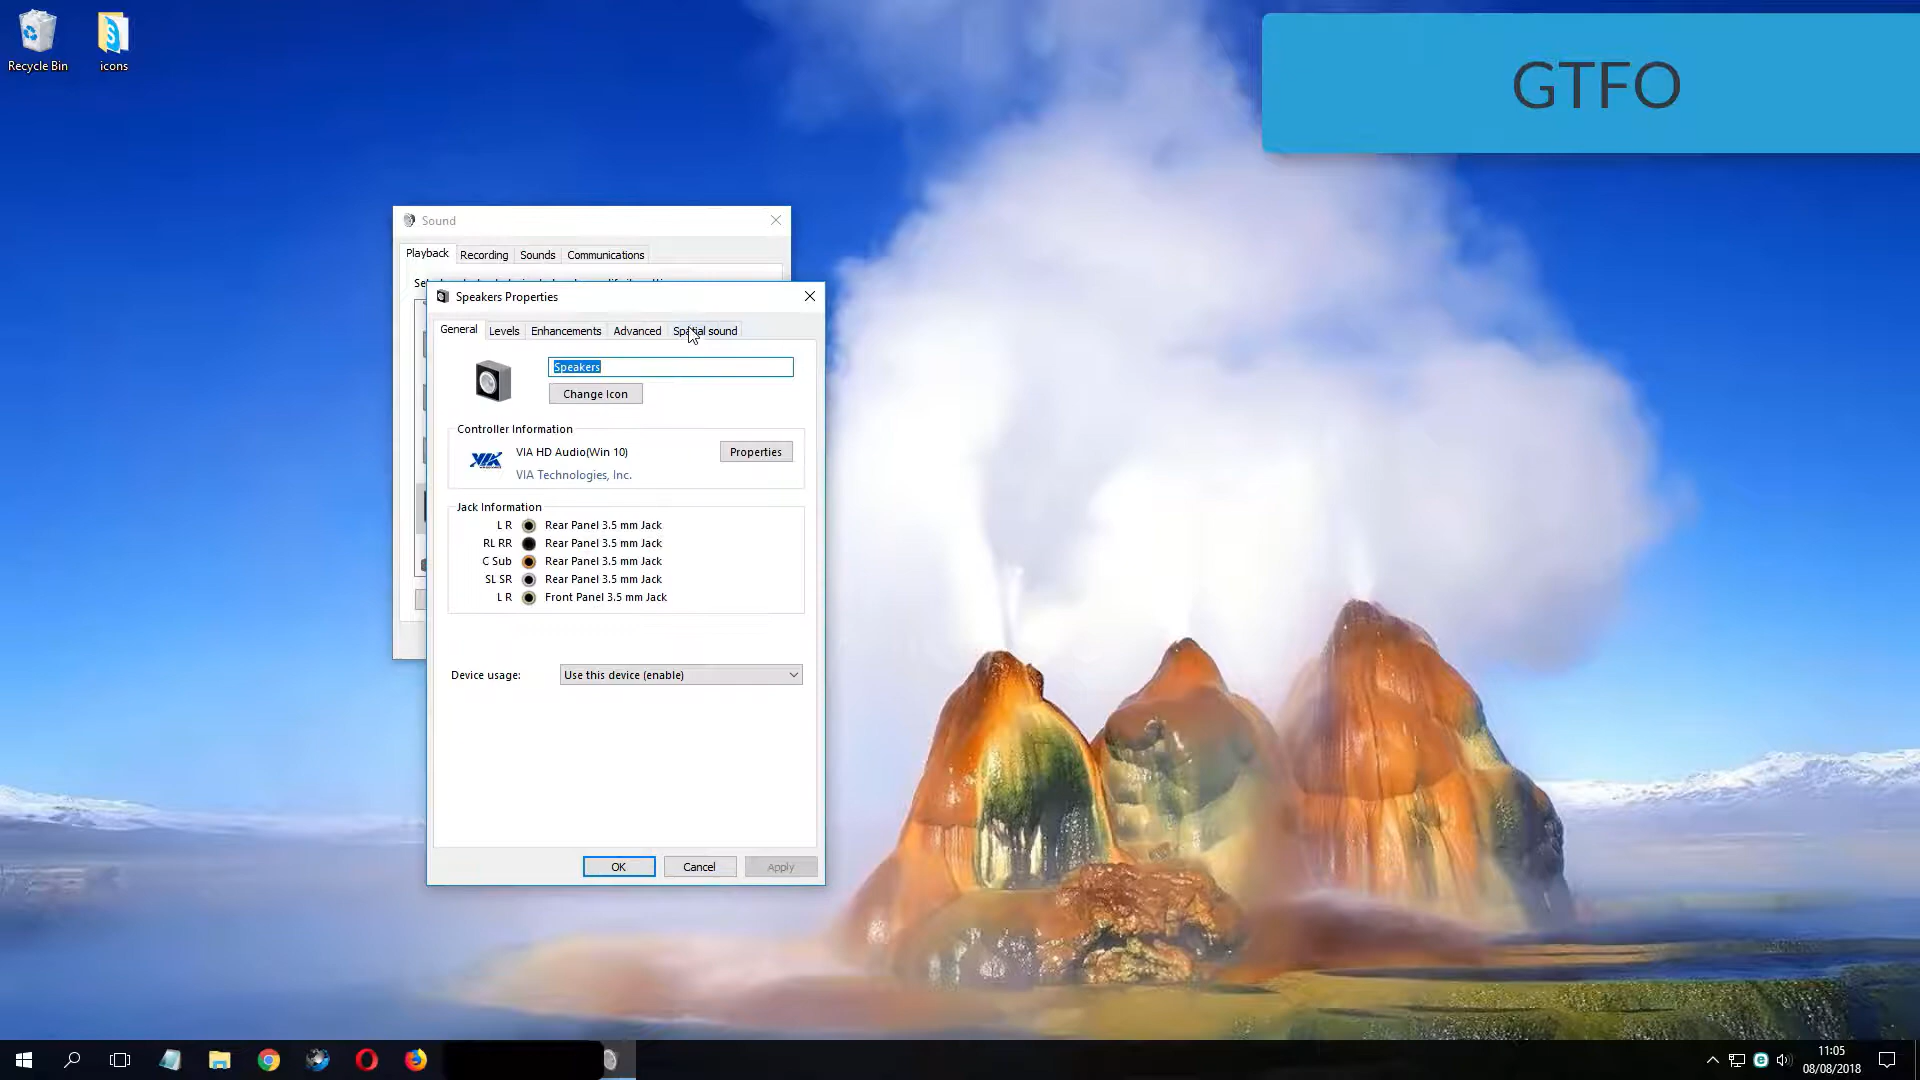 Recycle Bin
icons
GTFO
Sound
Playback
Recording
Sounds
Communications
Speakers Properties
General
Levels
Enhancements
Advanced
Spatial sound
Speakers
Change Icon
Controller Information
VIA HD Audio(Win 10)
Properties
VIA Technologies, Inc.
Jack Information
L R Rear Panel 3.5 mm Jack
RL RR Rear Panel 3.5 mm Jack
C Sub Rear Panel 3.5 mm Jack
SL SR Rear Panel 3.5 mm Jack
L R Front Panel 3.5 mm Jack
Device usage:
Use this device (enable)
OK
Cancel
Apply
11:05
08/08/2018